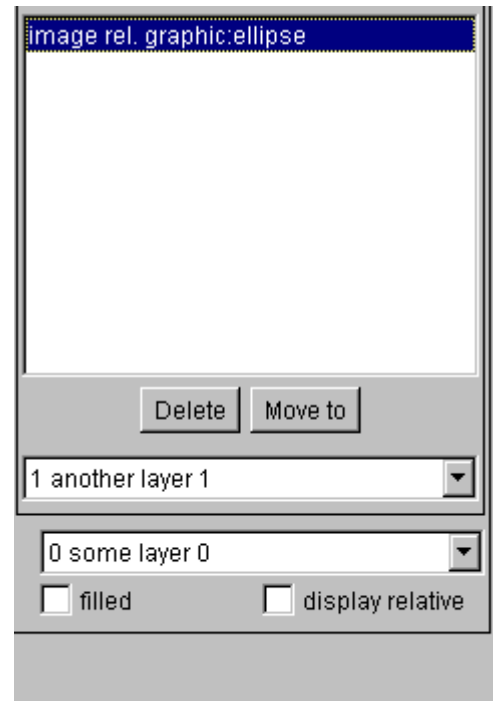 image rel. graphic:ellipse
Delete Move to
1 another layer 1
0 some layer 0
filled display relative